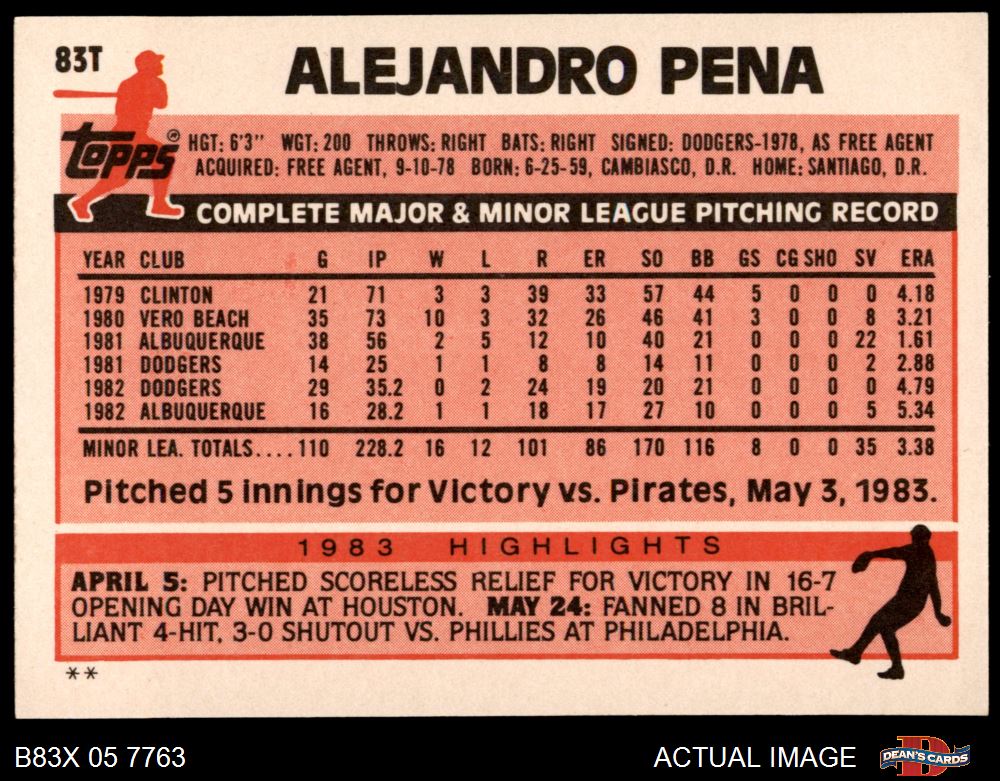 83T
ALEJANDRO PENA
topps®
HGT: 6'3" WGT: 200 THROWS: RIGHT BATS: RIGHT SIGNED: DODGERS-1978, AS FREE AGENT
ACQUIRED: FREE AGENT, 9-10-78 BORN: 6-25-59, CAMBIASCO, D.R. HOME: SANTIAGO, D.R.
COMPLETE MAJOR & MINOR LEAGUE PITCHING RECORD
YEAR CLUB G IP W L R ER SO BB GS CG SHO SV ERA
1979 CLINTON 21 71 3 3 39 33 57 44 5 0 0 0 4.18
1980 VERO BEACH 35 73 10 3 32 26 46 41 3 0 0 8 3.21
1981 ALBUQUERQUE 38 56 2 5 12 10 40 21 0 0 0 22 1.61
1981 DODGERS 14 25 1 1 8 8 14 11 0 0 0 2 2.88
1982 DODGERS 29 35.2 0 2 24 19 20 21 0 0 0 0 4.79
1982 ALBUQUERQUE 16 28.2 1 1 18 17 27 10 0 0 0 5 5.34
MINOR LEA. TOTALS....110 228.2 16 12 101 86 170 116 8 0 0 35 3.38
Pitched 5 innings for Victory vs. Pirates, May 3, 1983.
1983 HIGHLIGHTS
APRIL 5: PITCHED SCORELESS RELIEF FOR VICTORY IN 16-7
OPENING DAY WIN AT HOUSTON. MAY 24: FANNED 8 IN BRIL-
LIANT 4-HIT, 3-0 SHUTOUT VS. PHILLIES AT PHILADELPHIA.
**
B83X 05 7763
ACTUAL IMAGE
D
DEAN'S CARDS